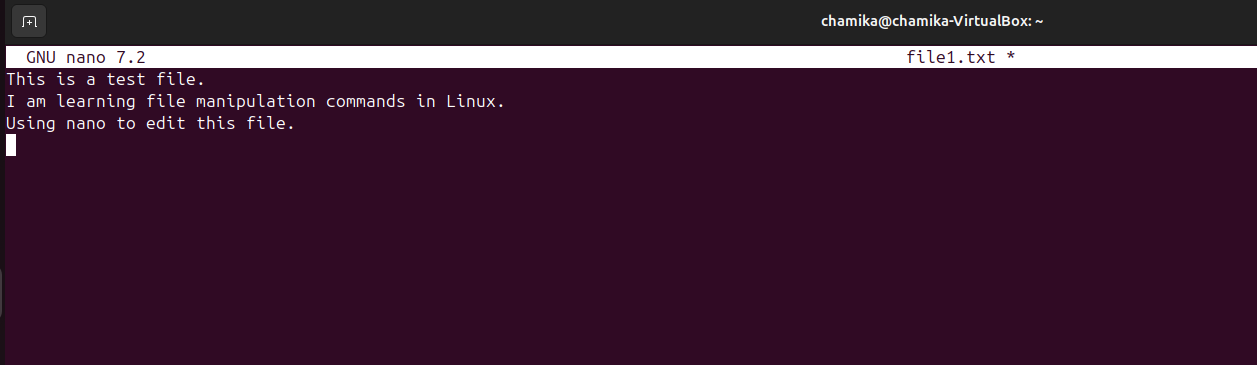 chamika@chamika-VirtualBox: ~
GNU nano 7.2 file1.txt *
This is a test file.
I am learning file manipulation commands in Linux.
Using nano to edit this file.